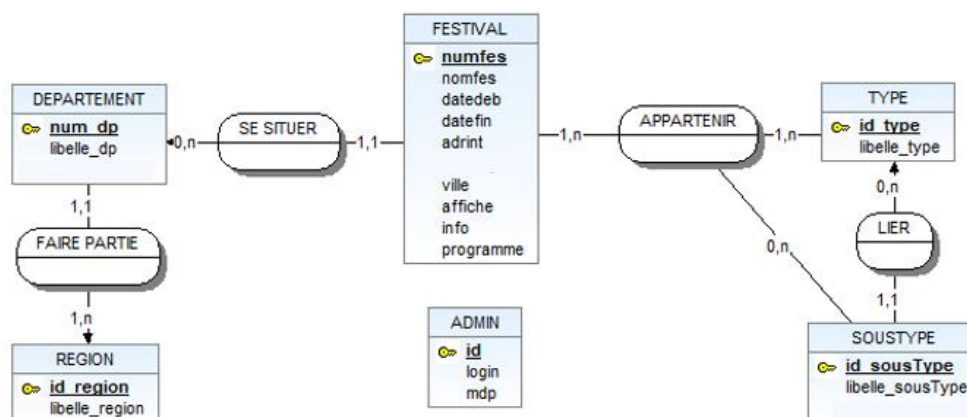 FESTIVAL
numfes
nomfes
datedeb
datefin
adrint
ville
affiche
info
programme
DEPARTEMENT
num_dp
libelle_dp
0,n
SE SITUER
1,1
1,n
APPARTENIR
1,n
TYPE
id_type
libelle_type
1,1
FAIRE PARTIE
1,n
0,n
LIER
1,1
0,n
REGION
id_region
libelle_region
ADMIN
id
login
mdp
SOUSTYPE
id_sousType
libelle_sousType